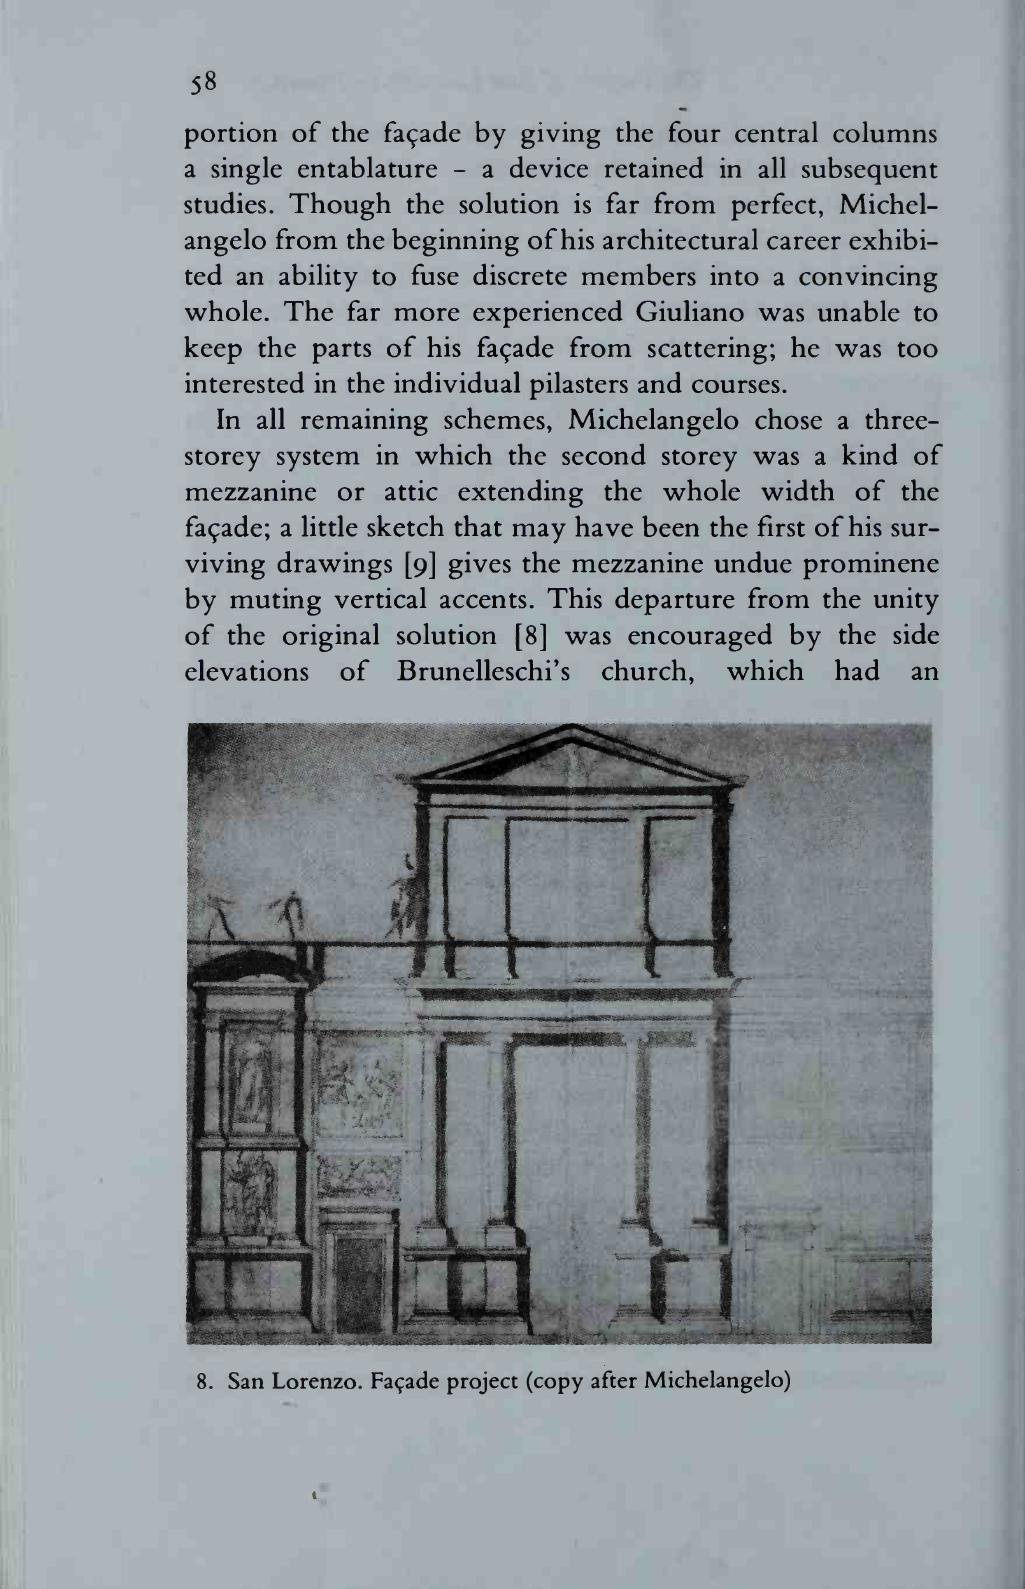 58
portion of the façade by giving the four central columns
a single entablature – a device retained in all subsequent
studies. Though the solution is far from perfect, Michel-
angelo from the beginning of his architectural career exhibi-
ted an ability to fuse discrete members into a convincing
whole. The far more experienced Giuliano was unable to
keep the parts of his façade from scattering; he was too
interested in the individual pilasters and courses.
In all remaining schemes, Michelangelo chose a three-
storey system in which the second storey was a kind of
mezzanine or attic extending the whole width of the
façade; a little sketch that may have been the first of his sur-
viving drawings [9] gives the mezzanine undue prominene
by muting vertical accents. This departure from the unity
of the original solution [8] was encouraged by the side
elevations of Brunelleschi's church, which had an
8. San Lorenzo. Façade project (copy after Michelangelo)